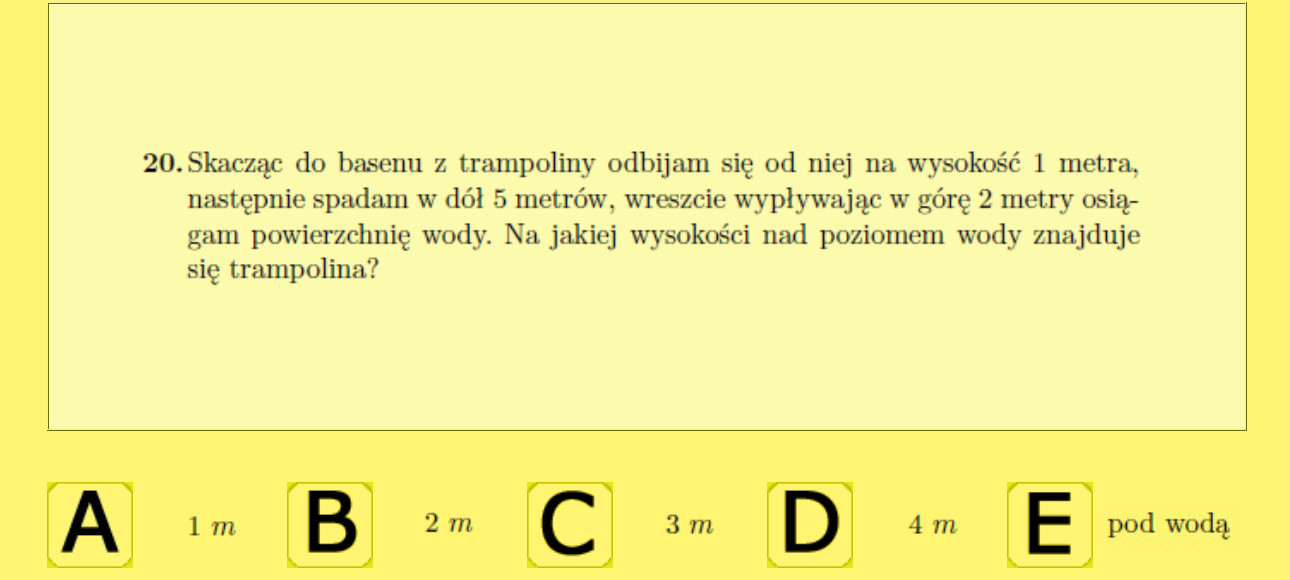 20. Skacząc do basenu z trampoliny odbijam się od niej na wysokość 1 metra,
następnie spadam w dół 5 metrów, wreszcie wypływając w górę 2 metry osią-
gam powierzchnię wody. Na jakiej wysokości nad poziomem wody znajduje
się trampolina?
A 1 m B 2 m C 3 m D 4 m E pod wodą